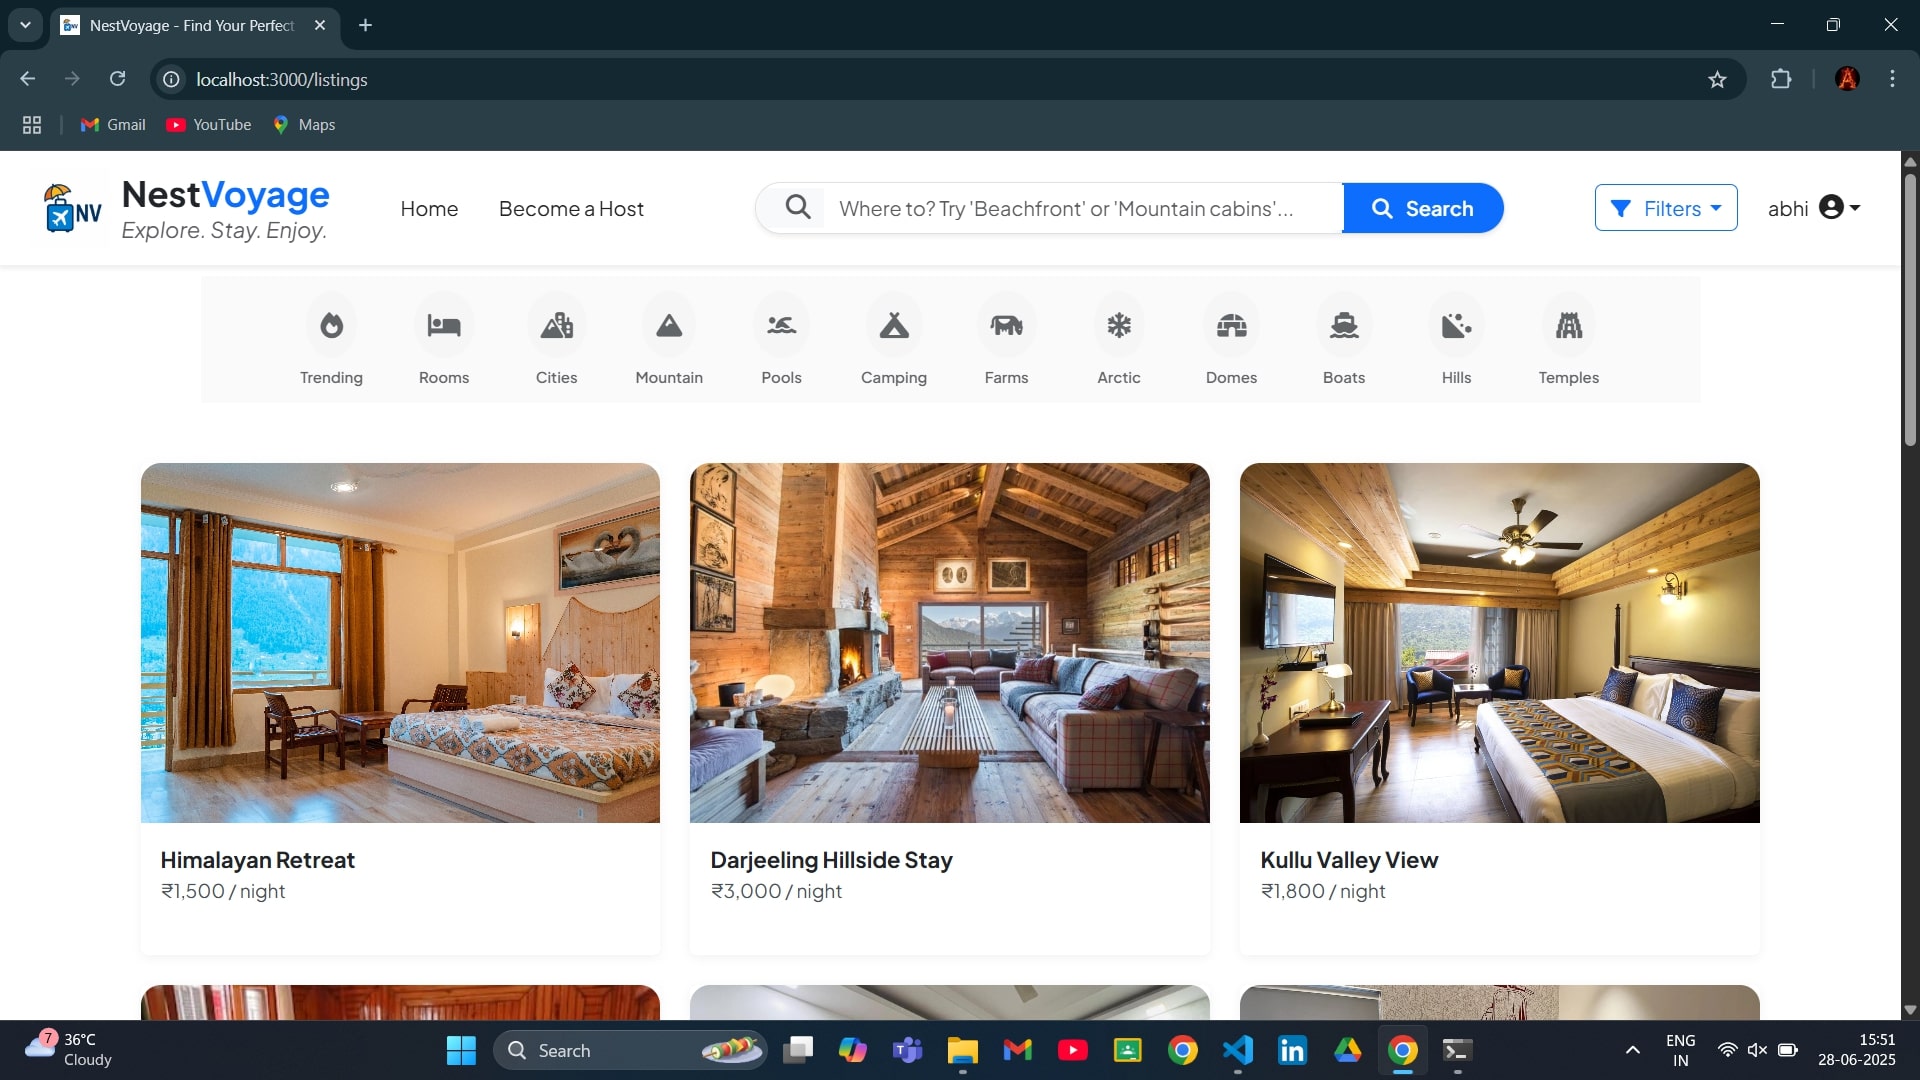 NestVoyage - Find Your Perfect
localhost:3000/listings
Gmail
YouTube
Maps
NV
NestVoyage
Explore. Stay. Enjoy.
Home
Become a Host
Where to? Try 'Beachfront' or 'Mountain cabins'...
Search
Filters
abhi
Trending
Rooms
Cities
Mountain
Pools
Camping
Farms
Arctic
Domes
Boats
Hills
Temples
Himalayan Retreat
₹1,500 / night
Darjeeling Hillside Stay
₹3,000 / night
Kullu Valley View
₹1,800 / night
7
36°C
Cloudy
Search
ENG
IN
15:51
28-06-2025